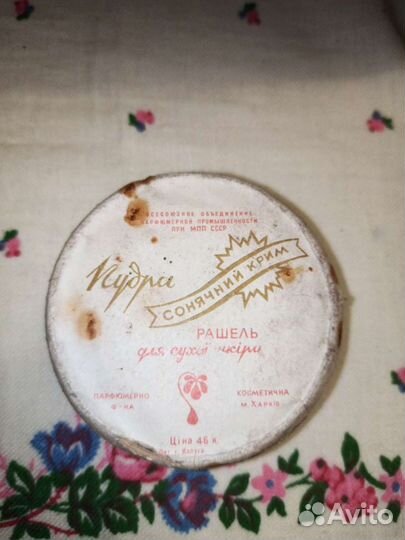 ВСЕСОЮЗНОЕ ОБЪЕДИНЕНИЕ
ПАРФЮМЕРНОЙ ПРОМЫШЛЕННОСТИ
МПП СССР
Пудра
СОНЯЧНИЙ КРИМ
РАШЕЛЬ
для сухої шкіри
ПАРФЮМЕРНО КОСМЕТИЧНА
Ф-КА м. ХАРКІВ
Ціна 46 к.
Avito